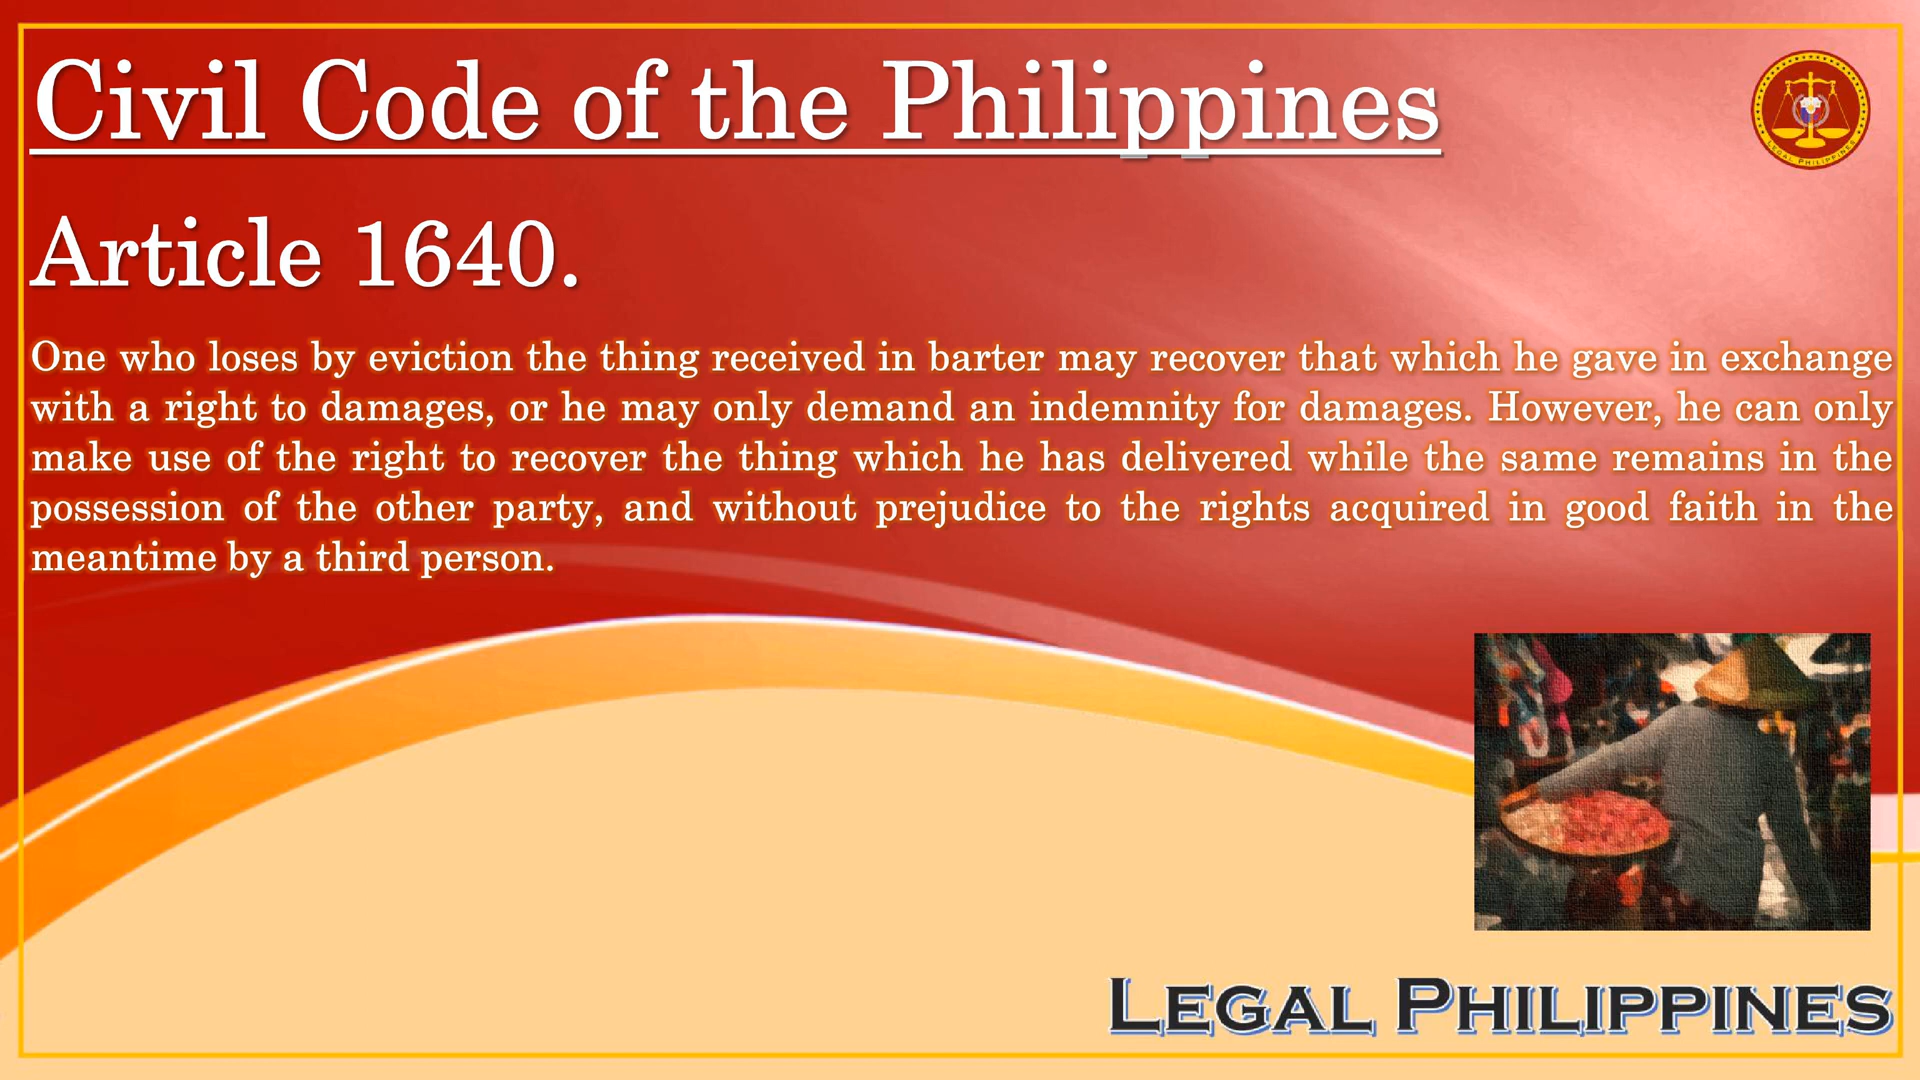 Civil Code of the Philippines
Article 1640.
One who loses by eviction the thing received in barter may recover that which he gave in exchange
with a right to damages, or he may only demand an indemnity for damages. However, he can only
make use of the right to recover the thing which he has delivered while the same remains in the
possession of the other party, and without prejudice to the rights acquired in good faith in the
meantime by a third person.
LEGAL PHILIPPINES
LEGAL PHILIPPINES